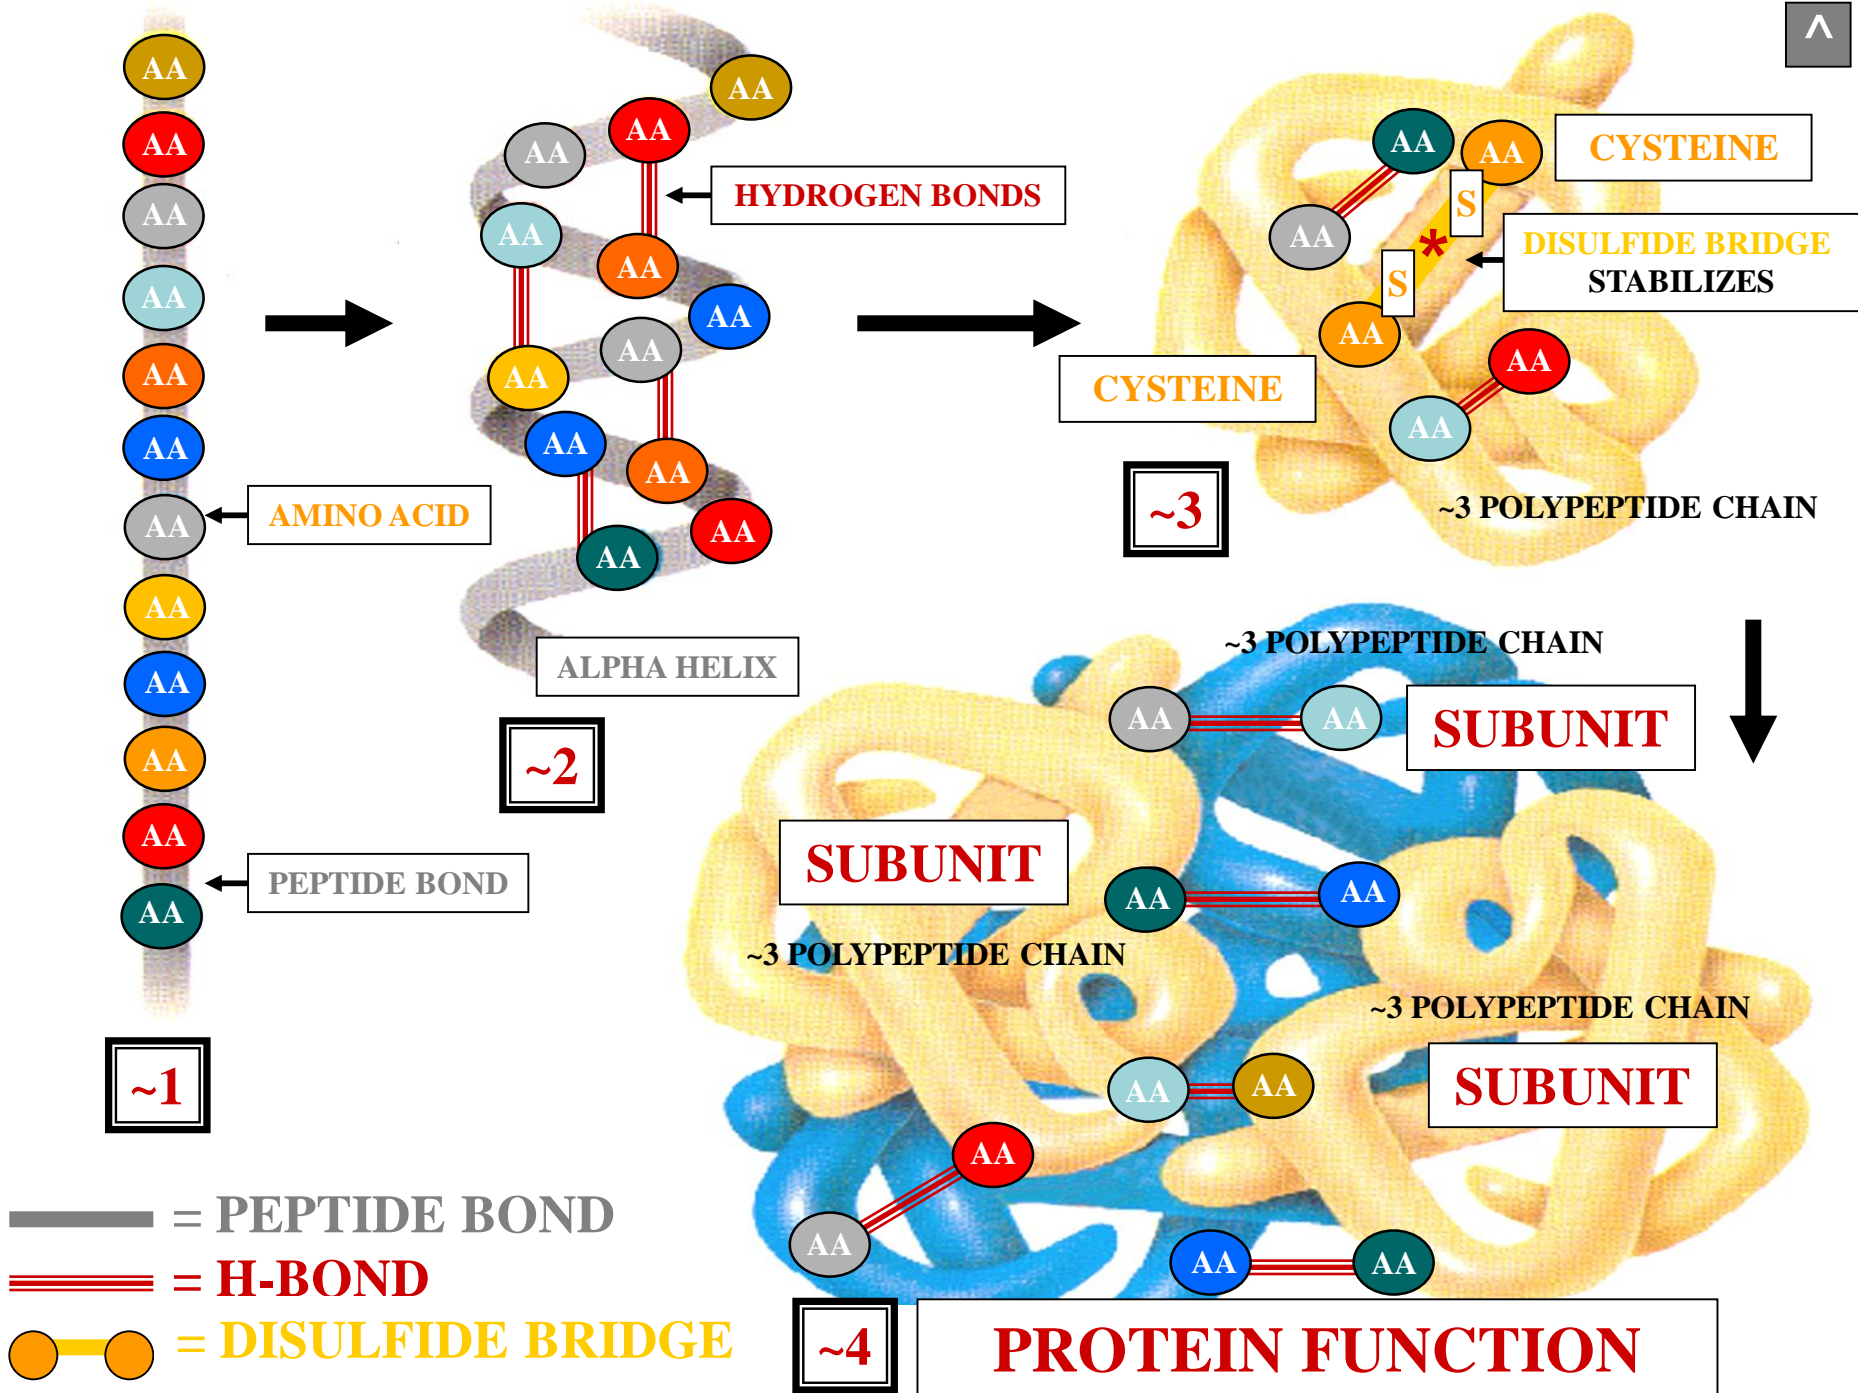 ^
AA
AA
AA
AA
AA
AA
AA
AA
AA
AA
AA
AA
AMINO ACID
PEPTIDE BOND
~1
AA
AA
AA
AA
AA
AA
AA
AA
AA
AA
AA
AA
HYDROGEN BONDS
ALPHA HELIX
~2
AA
AA
CYSTEINE
S
AA
*
DISULFIDE BRIDGE
STABILIZES
S
AA
AA
CYSTEINE
AA
~3
~3 POLYPEPTIDE CHAIN
~3 POLYPEPTIDE CHAIN
AA
AA
SUBUNIT
SUBUNIT
AA
AA
~3 POLYPEPTIDE CHAIN
~3 POLYPEPTIDE CHAIN
AA
AA
SUBUNIT
AA
AA
AA
AA
= PEPTIDE BOND
= H-BOND
= DISULFIDE BRIDGE
~4
PROTEIN FUNCTION